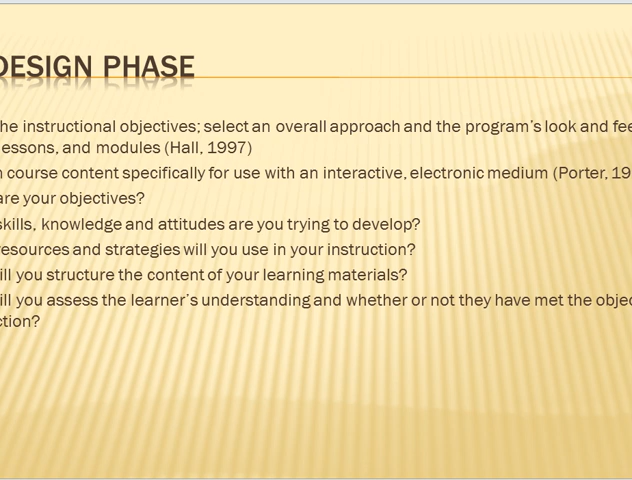 DESIGN PHASE
he instructional objectives; select an overall approach and the program's look and fee
essons, and modules (Hall, 1997)
n course content specifically for use with an interactive, electronic medium (Porter, 19
are your objectives?
skills, knowledge and attitudes are you trying to develop?
resources and strategies will you use in your instruction?
ill you structure the content of your learning materials?
ill you assess the learner's understanding and whether or not they have met the objec
ction?